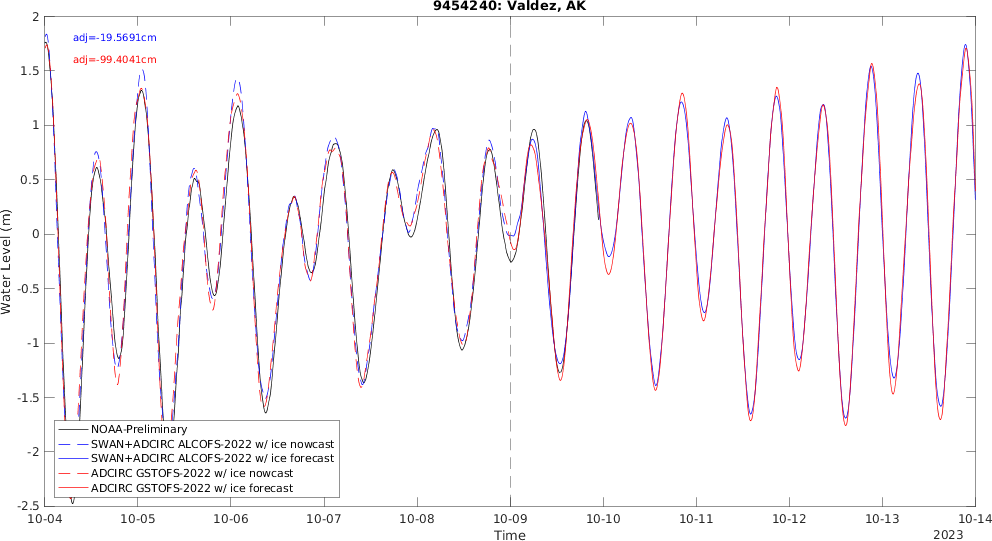 9454240: Valdez, AK
adj=-19.5691cm
adj=-99.4041cm
Water Level (m)
2
1.5
1
0.5
0
-0.5
-1
-1.5
-2
-2.5
NOAA-Preliminary
SWAN+ADCIRC ALCOFS-2022 w/ ice nowcast
SWAN+ADCIRC ALCOFS-2022 w/ ice forecast
ADCIRC GSTOFS-2022 w/ ice nowcast
ADCIRC GSTOFS-2022 w/ ice forecast
10-04 10-05 10-06 10-07 10-08 10-09 10-10 10-11 10-12 10-13 10-14
Time
2023